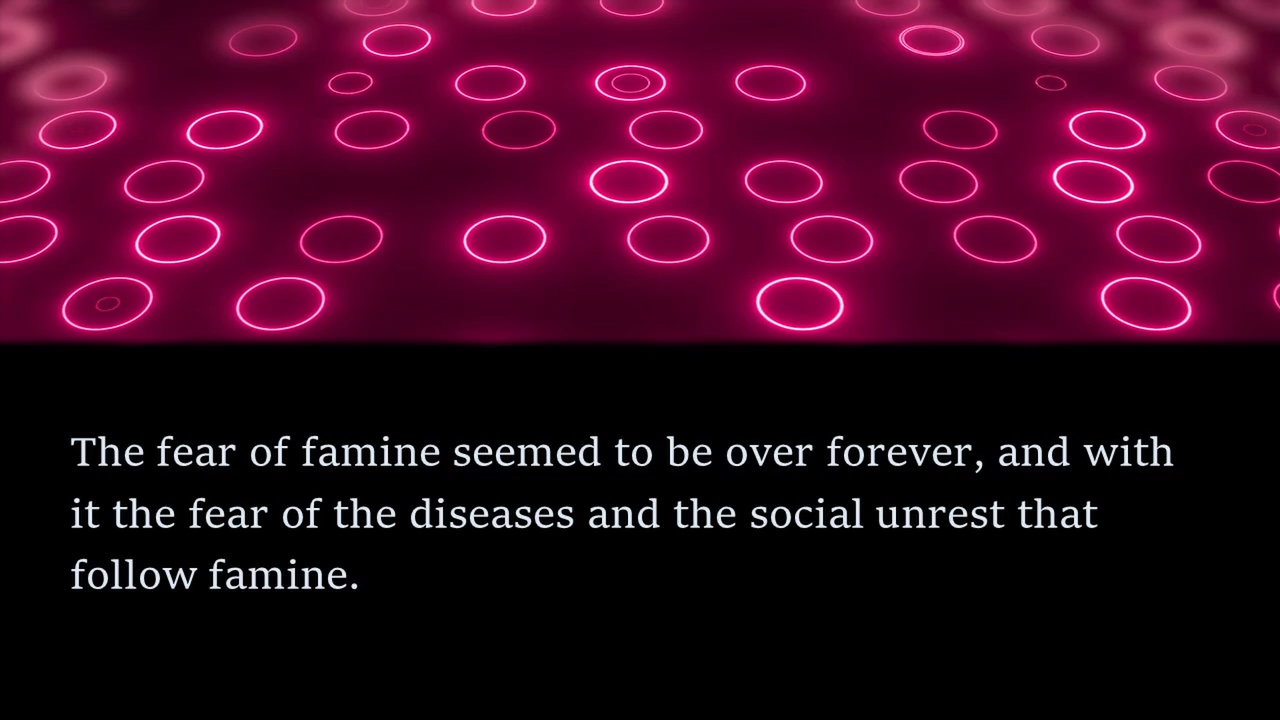 The fear of famine seemed to be over forever, and with
it the fear of the diseases and the social unrest that
follow famine.